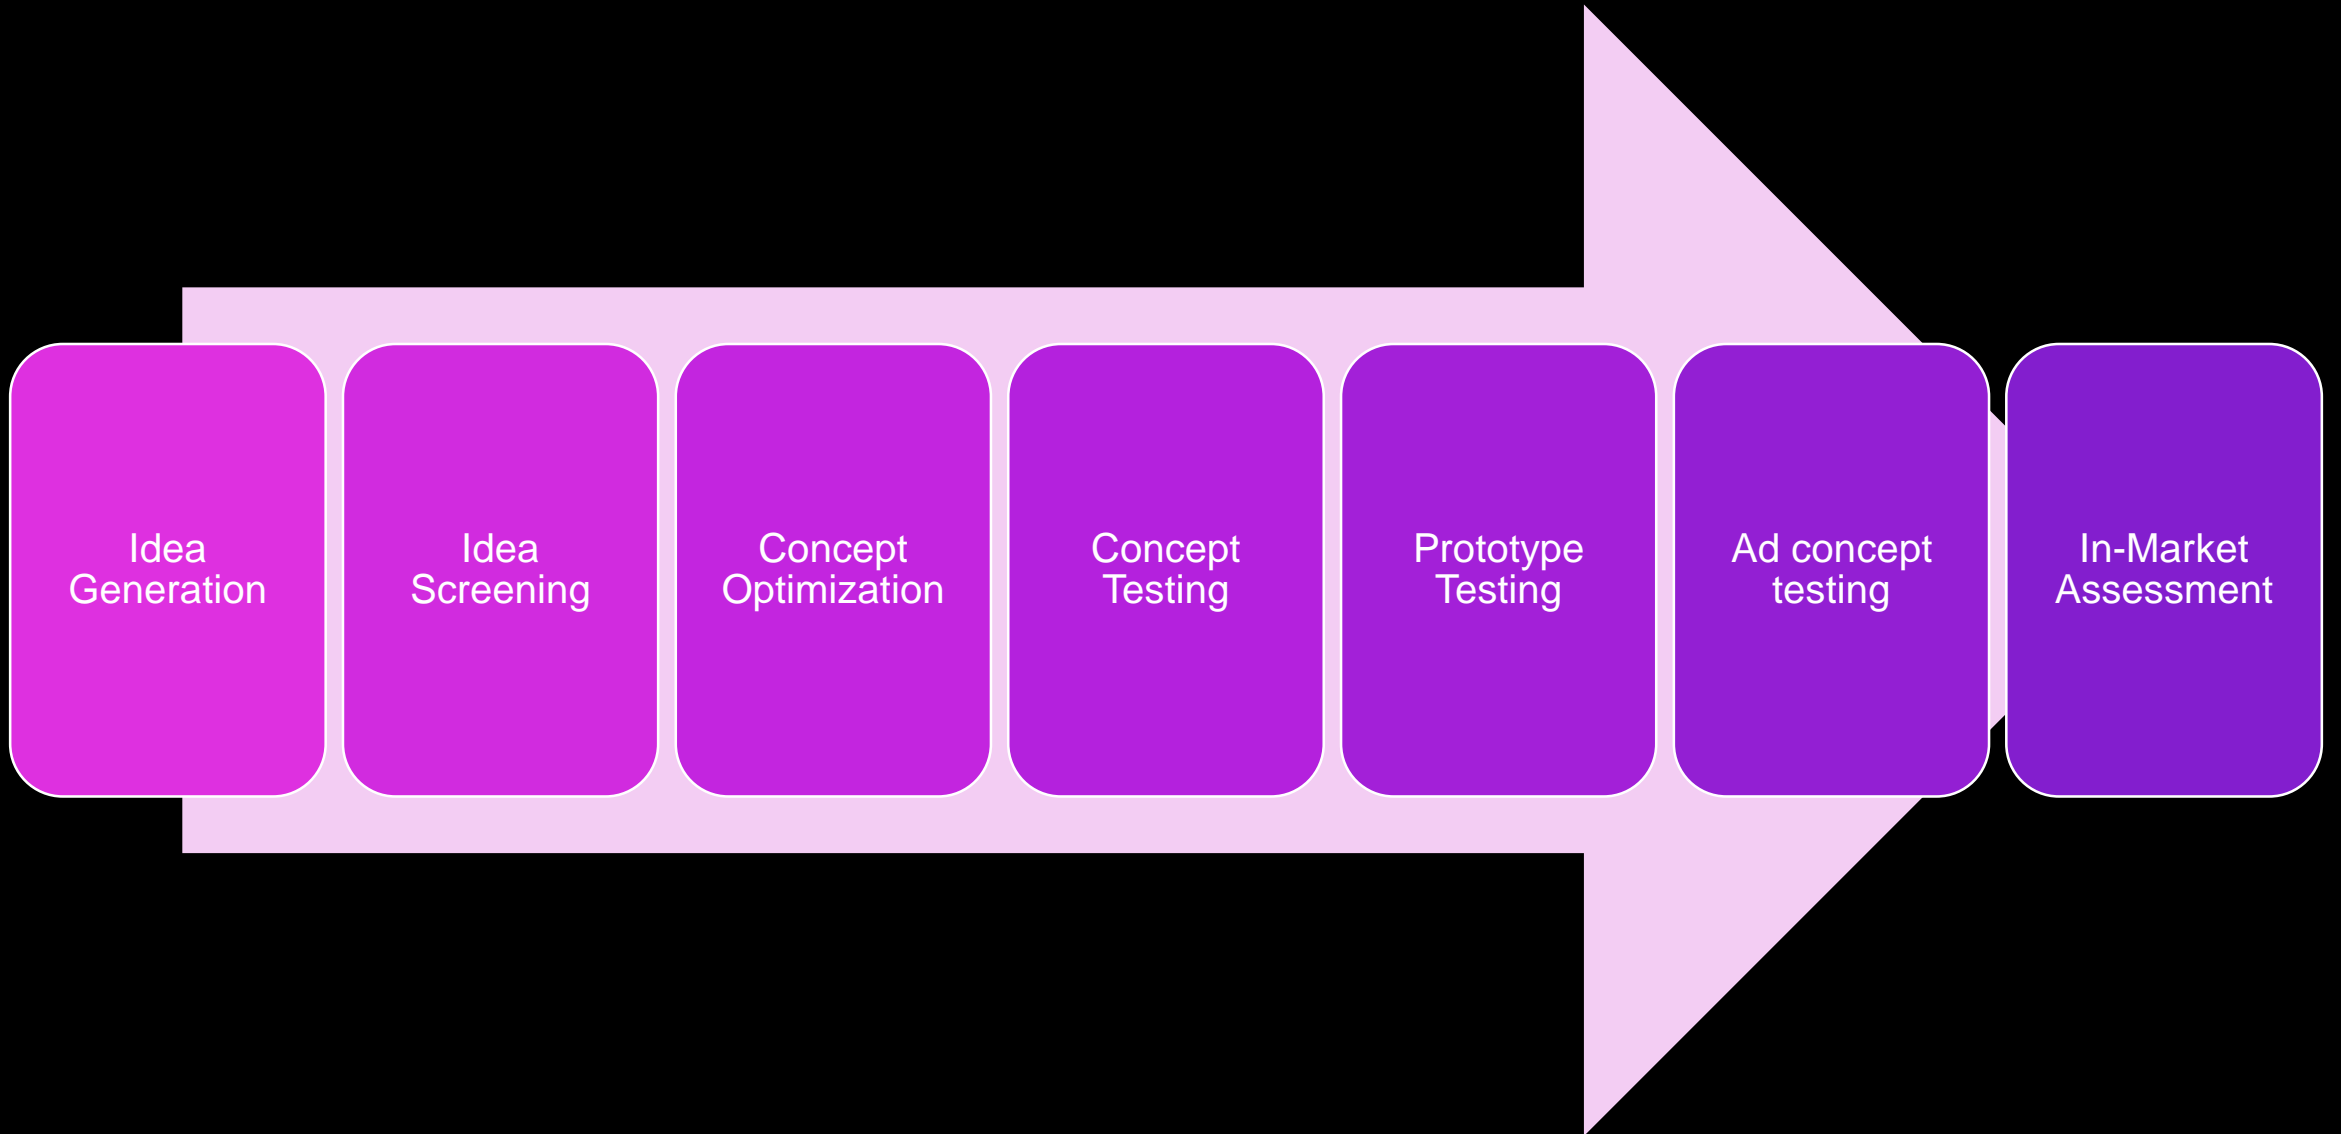 Idea
Generation
Idea
Screening
Concept
Optimization
Concept
Testing
Prototype
Testing
Ad concept
testing
In-Market
Assessment